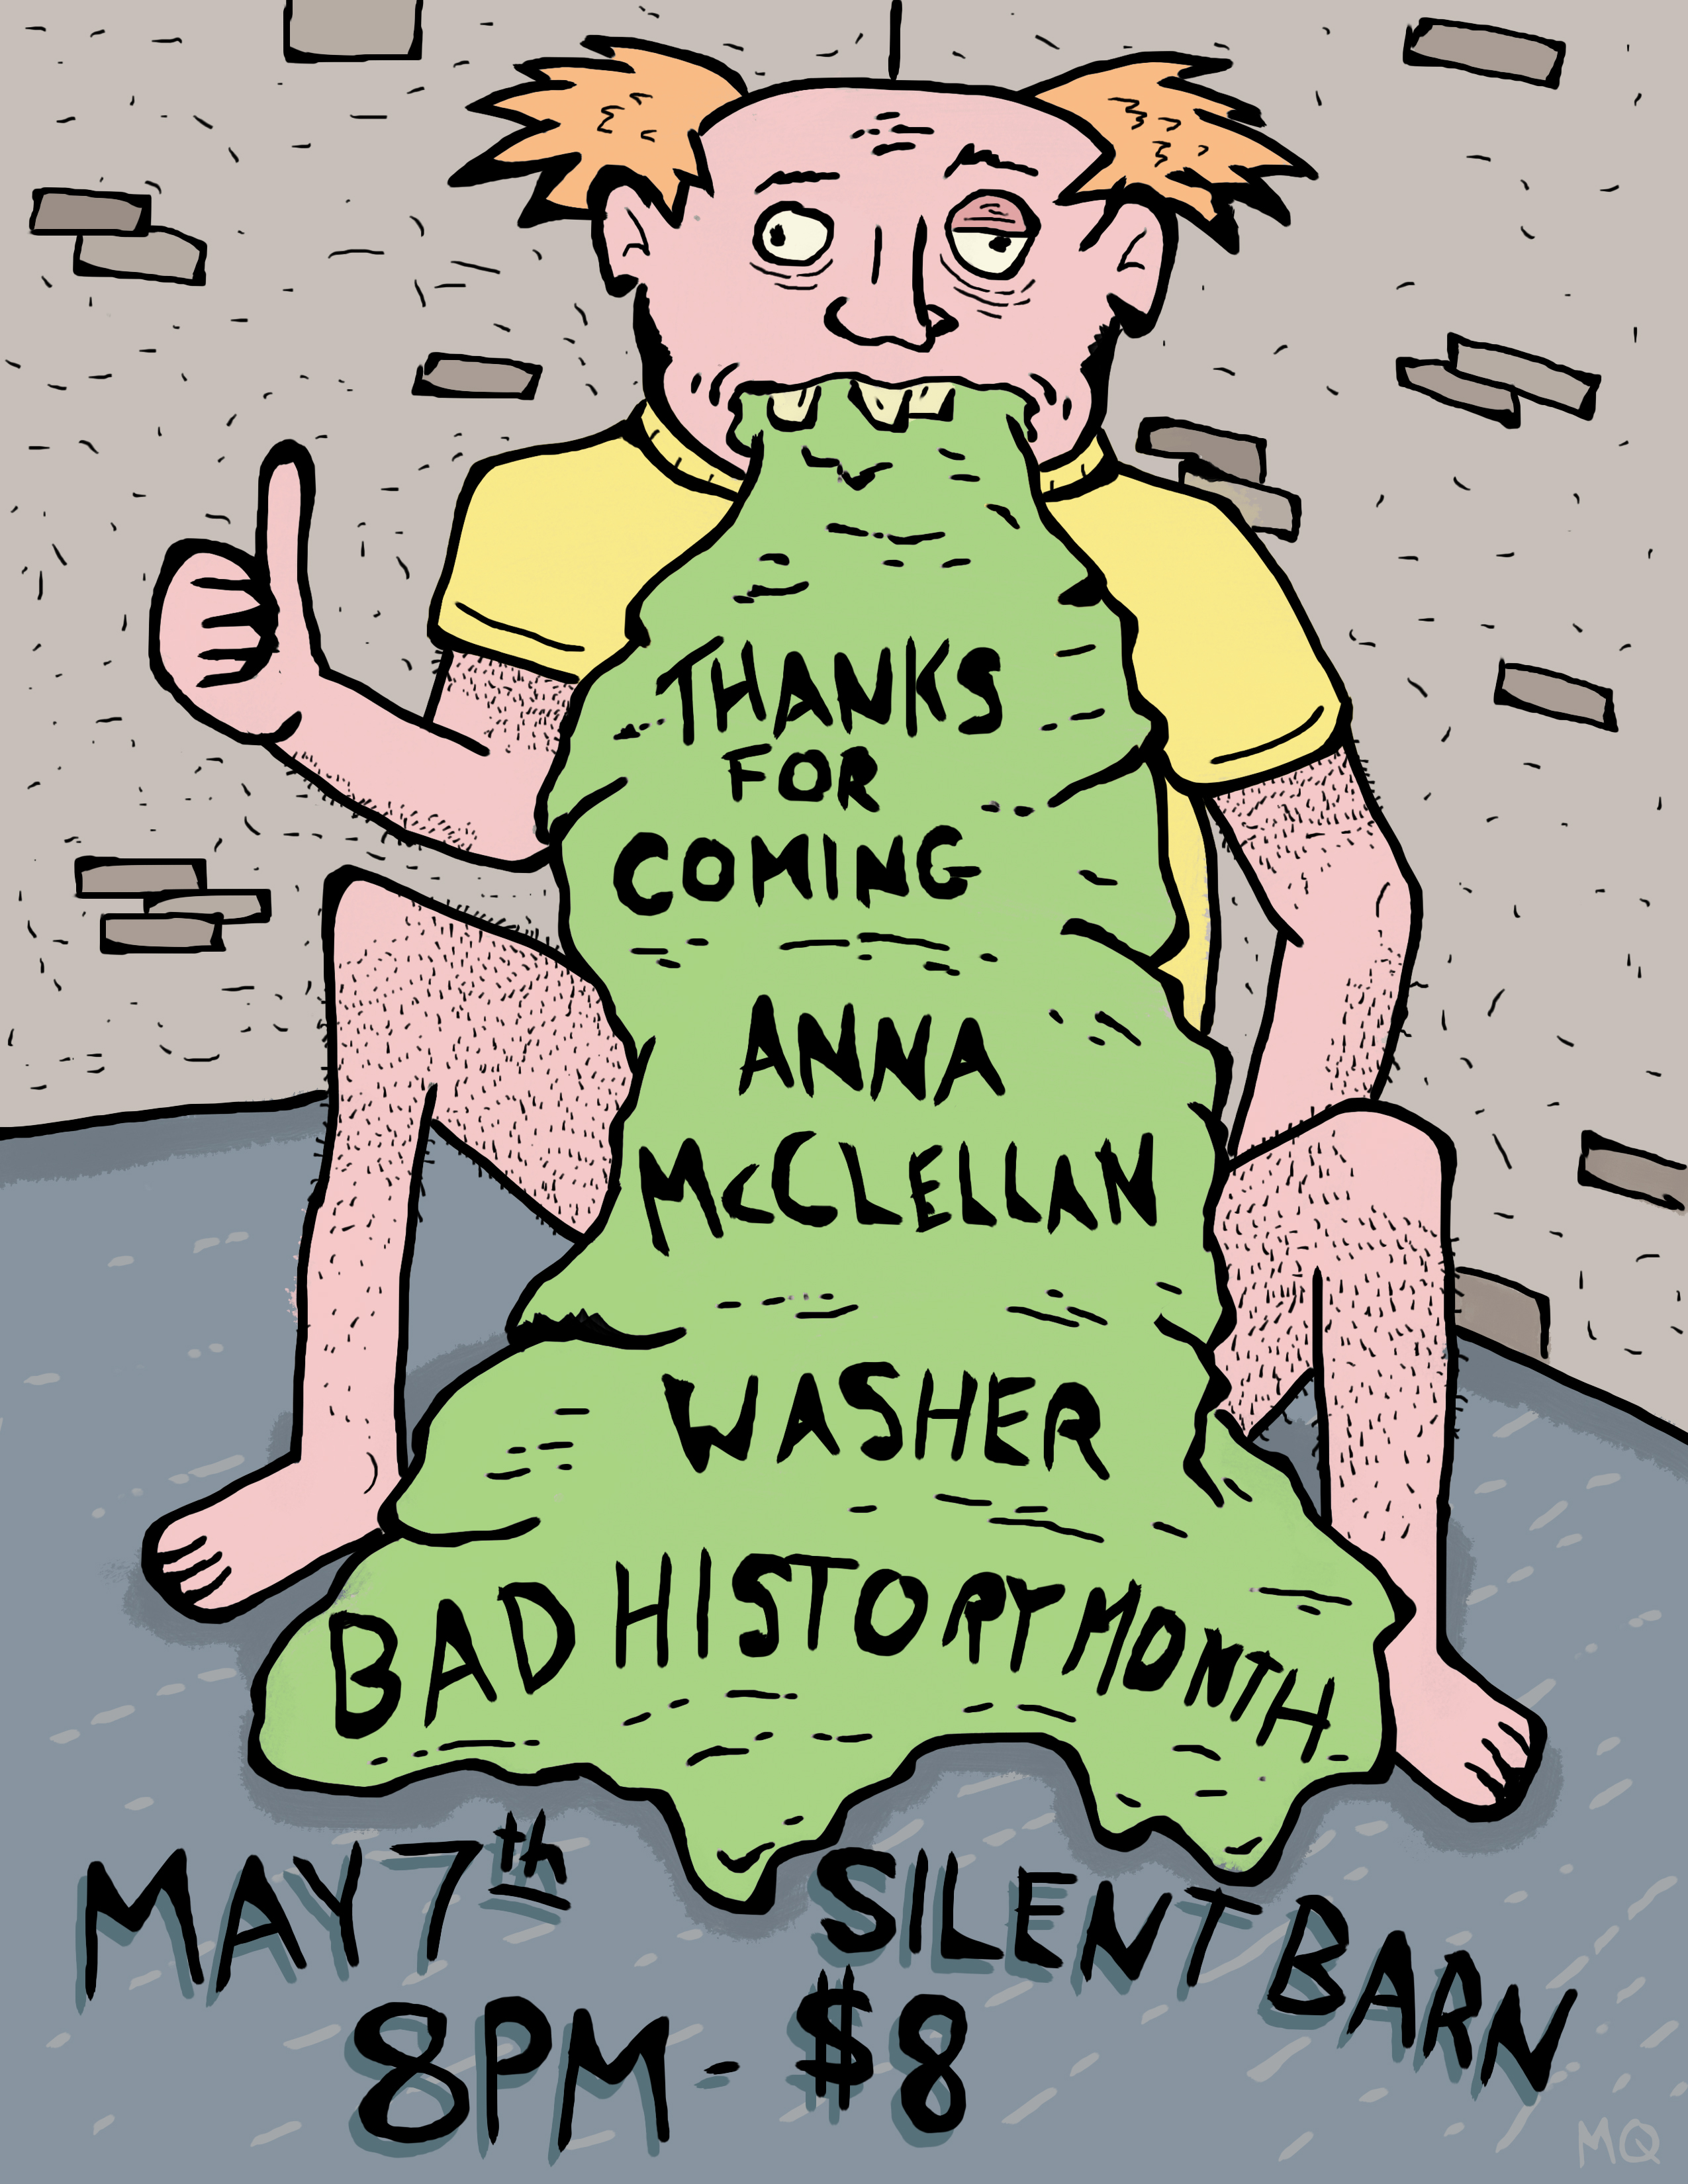 THANKS
FOR
COMING
ANNA
McCLELLAN
WASHER
BAD HISTORY MONTH
MAY 7th SILENT BARN
8PM - $8
MQ